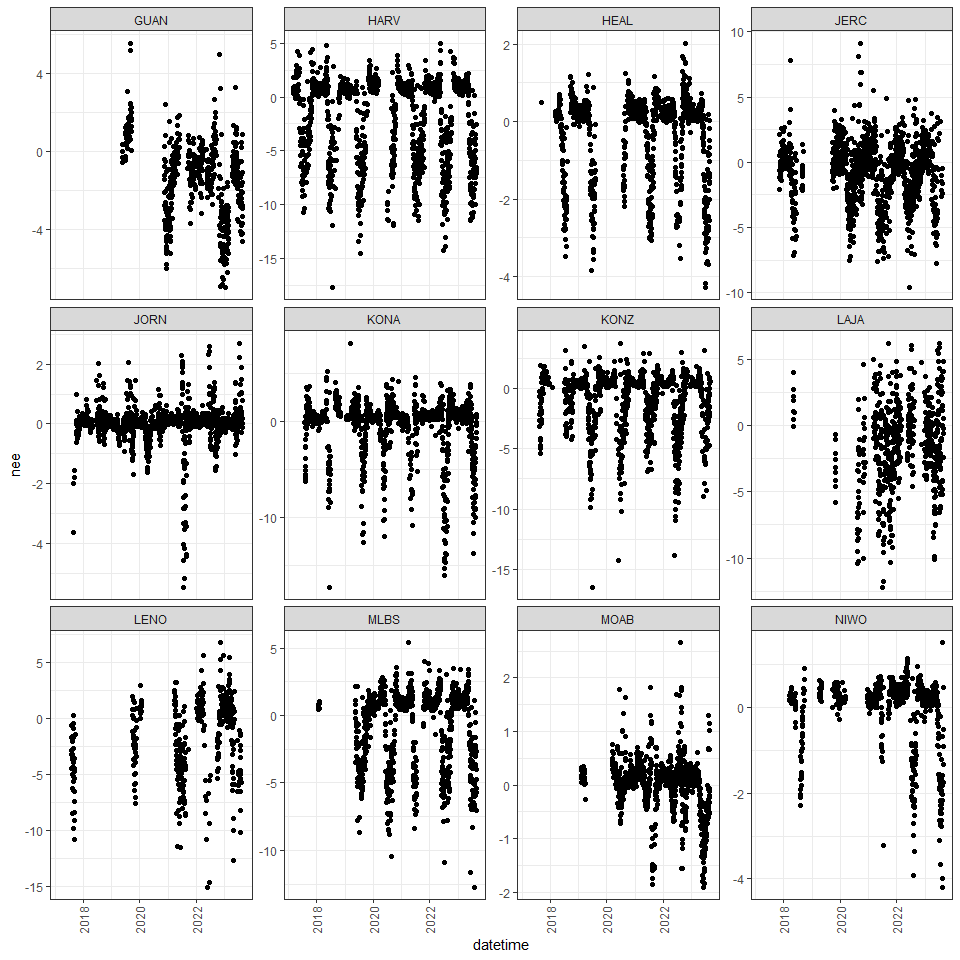 GUAN HARV HEAL JERC
4 0 -4
5 0 -5 -10 -15
2 0 -2 -4
10 5 0 -5 -10
JORN KONA KONZ LAJA
2 0 -2 -4
0 -10
0 -5 -10 -15
5 0 -5 -10
nee
LENO MLBS MOAB NIWO
5 0 -5 -10 -15
5 0 -5 -10
2 1 0 -1 -2
0 -2 -4
2018 2020 2022 2018 2020 2022 2018 2020 2022 2018 2020 2022
datetime